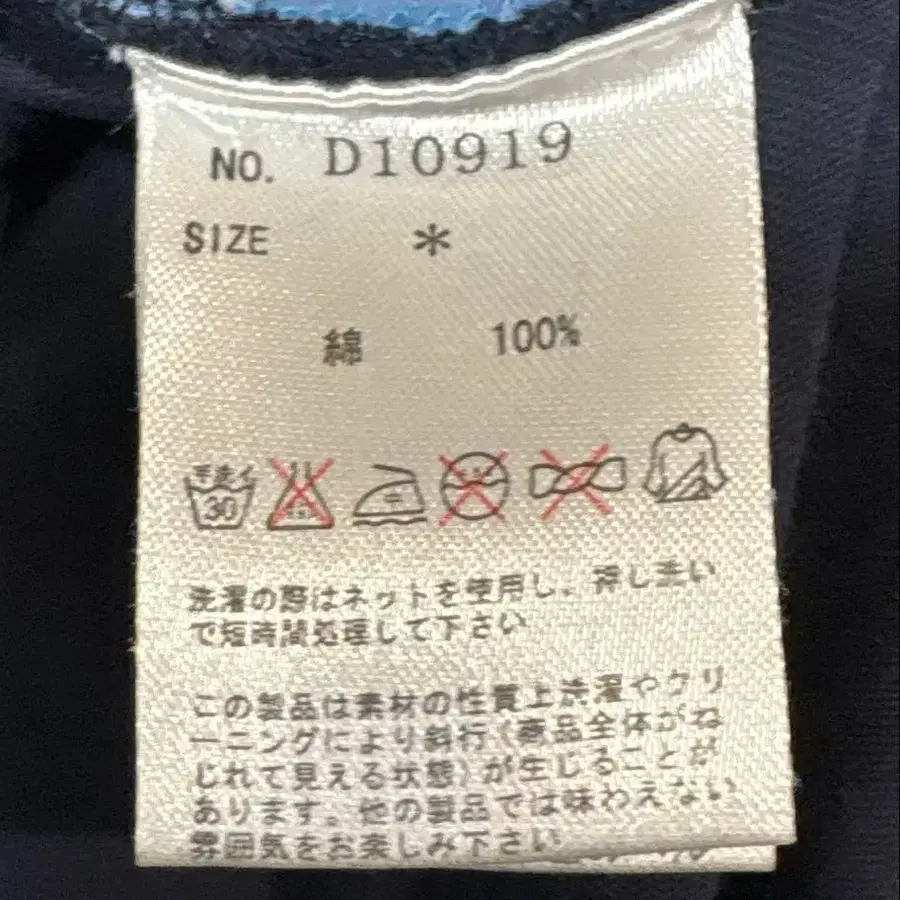 NO. D10919
SIZE *
綿 100%
手洗イ
30
洗濯の際はネットを使用し、押し洗い
で短時間処理して下さい
この製品は素材の性質上洗濯やクリ
ーニングにより斜行(商品全体がね
じれて見える状態)が生じることが
あります。他の製品では味わえない
雰囲気をお楽しみ下さい